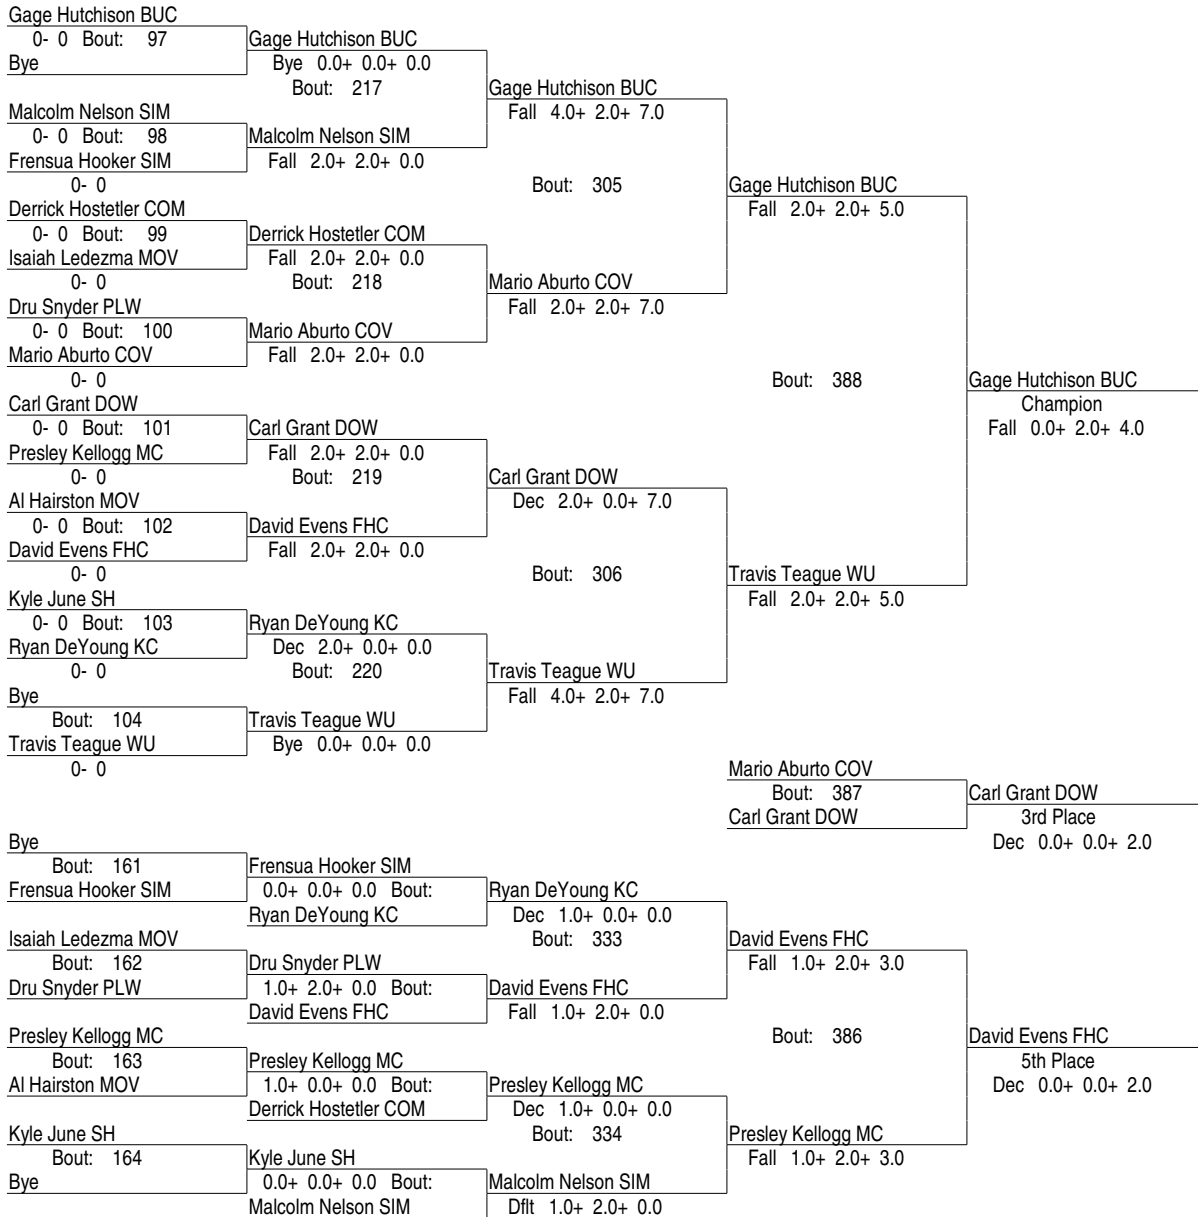 Gage Hutchison BUC
0- 0 Bout: 97
Gage Hutchison BUC
Bye
Bye 0.0+ 0.0+ 0.0
Bout: 217
Gage Hutchison BUC
Malcolm Nelson SIM
Fall 4.0+ 2.0+ 7.0
0- 0 Bout: 98
Malcolm Nelson SIM
Frensua Hooker SIM
Fall 2.0+ 2.0+ 0.0
0- 0
Bout: 305
Gage Hutchison BUC
Derrick Hostetler COM
Fall 2.0+ 2.0+ 5.0
0- 0 Bout: 99
Derrick Hostetler COM
Isaiah Ledezma MOV
Fall 2.0+ 2.0+ 0.0
0- 0
Bout: 218
Mario Aburto COV
Dru Snyder PLW
Fall 2.0+ 2.0+ 7.0
0- 0 Bout: 100
Mario Aburto COV
Mario Aburto COV
Fall 2.0+ 2.0+ 0.0
0- 0
Bout: 388
Gage Hutchison BUC
Carl Grant DOW
Champion
0- 0 Bout: 101
Carl Grant DOW
Fall 0.0+ 2.0+ 4.0
Presley Kellogg MC
Fall 2.0+ 2.0+ 0.0
0- 0
Bout: 219
Carl Grant DOW
Al Hairston MOV
Dec 2.0+ 0.0+ 7.0
0- 0 Bout: 102
David Evens FHC
David Evens FHC
Fall 2.0+ 2.0+ 0.0
0- 0
Bout: 306
Travis Teague WU
Kyle June SH
Fall 2.0+ 2.0+ 5.0
0- 0 Bout: 103
Ryan DeYoung KC
Ryan DeYoung KC
Dec 2.0+ 0.0+ 0.0
0- 0
Bout: 220
Travis Teague WU
Bye
Fall 4.0+ 2.0+ 7.0
Bout: 104
Travis Teague WU
Travis Teague WU
Bye 0.0+ 0.0+ 0.0
0- 0
Mario Aburto COV
Bout: 387
Carl Grant DOW
Carl Grant DOW
3rd Place
Bye
Dec 0.0+ 0.0+ 2.0
Bout: 161
Frensua Hooker SIM
Frensua Hooker SIM
0.0+ 0.0+ 0.0 Bout:
Ryan DeYoung KC
Ryan DeYoung KC
Dec 1.0+ 0.0+ 0.0
Isaiah Ledezma MOV
Bout: 333
David Evens FHC
Bout: 162
Dru Snyder PLW
Fall 1.0+ 2.0+ 3.0
Dru Snyder PLW
1.0+ 2.0+ 0.0 Bout:
David Evens FHC
David Evens FHC
Fall 1.0+ 2.0+ 0.0
Presley Kellogg MC
Bout: 386
David Evens FHC
Bout: 163
Presley Kellogg MC
5th Place
Al Hairston MOV
1.0+ 0.0+ 0.0 Bout:
Presley Kellogg MC
Dec 0.0+ 0.0+ 2.0
Derrick Hostetler COM
Dec 1.0+ 0.0+ 0.0
Kyle June SH
Bout: 334
Presley Kellogg MC
Bout: 164
Kyle June SH
Fall 1.0+ 2.0+ 3.0
Bye
0.0+ 0.0+ 0.0 Bout:
Malcolm Nelson SIM
Malcolm Nelson SIM
Dflt 1.0+ 2.0+ 0.0